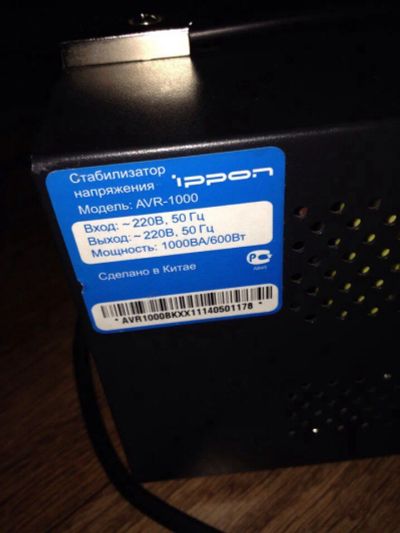 Стабилизатор
напряжения
ippon
Модель: AVR-1000
Вход: ~220В, 50 Гц
Выход: ~220В, 50 Гц
Мощность: 1000ВА/600Вт
Сделано в Китае
* AVR1000BKXX11140501178 *